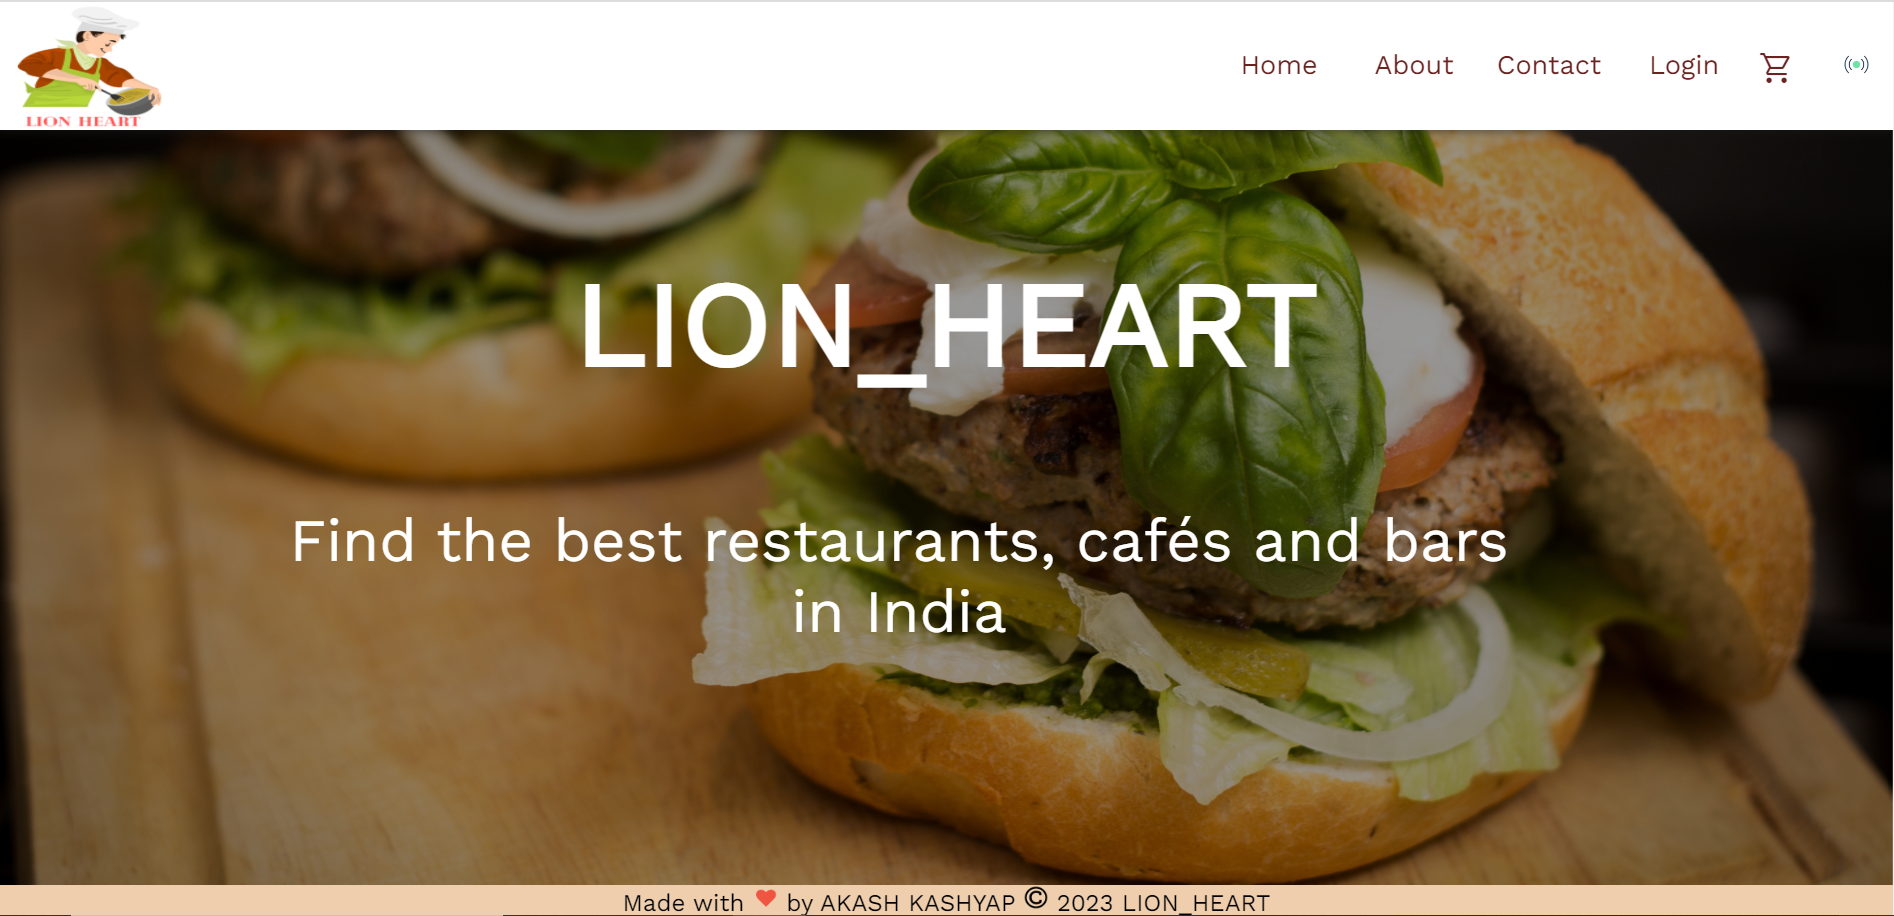 LION HEART
Home About Contact Login
LION_HEART
Find the best restaurants, cafés and bars
in India
Made with ❤ by AKASH KASHYAP © 2023 LION_HEART